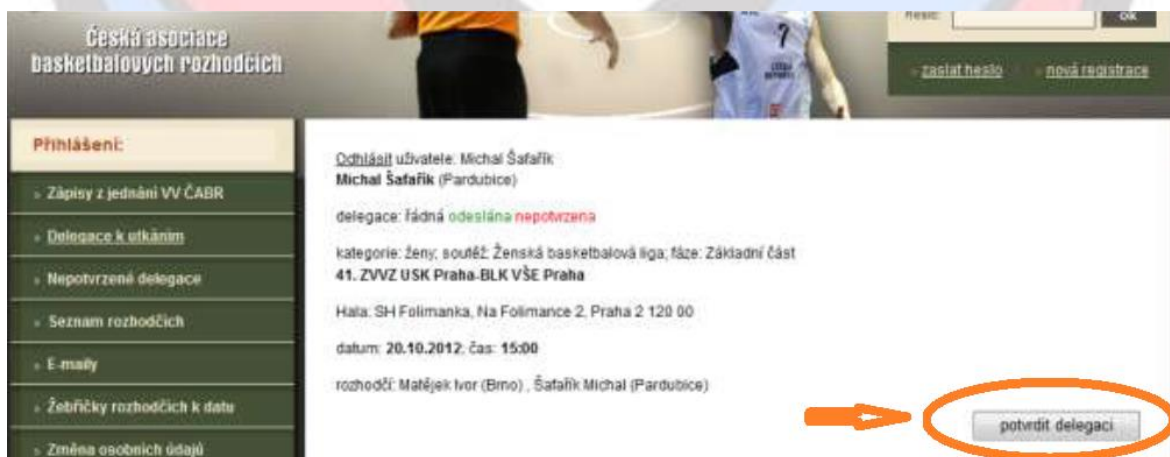 Česká asociace
basketbalových rozhodčích
heslo:
ok
» zaslat heslo
» nová registrace
Přihlášení:
» Zápisy z jednání VV ČABR
» Delegace k utkáním
» Nepotvrzené delegace
» Seznam rozhodčích
» E-maily
» Žebříčky rozhodčích k datu
» Změna osobních údajů
Odhlásit uživatele: Michal Šafařík
Michal Šafařík (Pardubice)
delegace: řádná odeslána nepotvrzena
kategorie: ženy; soutěž: Ženská basketbalová liga; fáze: Základní část
41. ZVVZ USK Praha-BLK VŠE Praha
Hala: SH Folimanka, Na Folimance 2, Praha 2 120 00
datum: 20.10.2012; čas: 15:00
rozhodčí: Matějek Ivor (Brno) , Šafařík Michal (Pardubice)
potvrdit delegaci
7